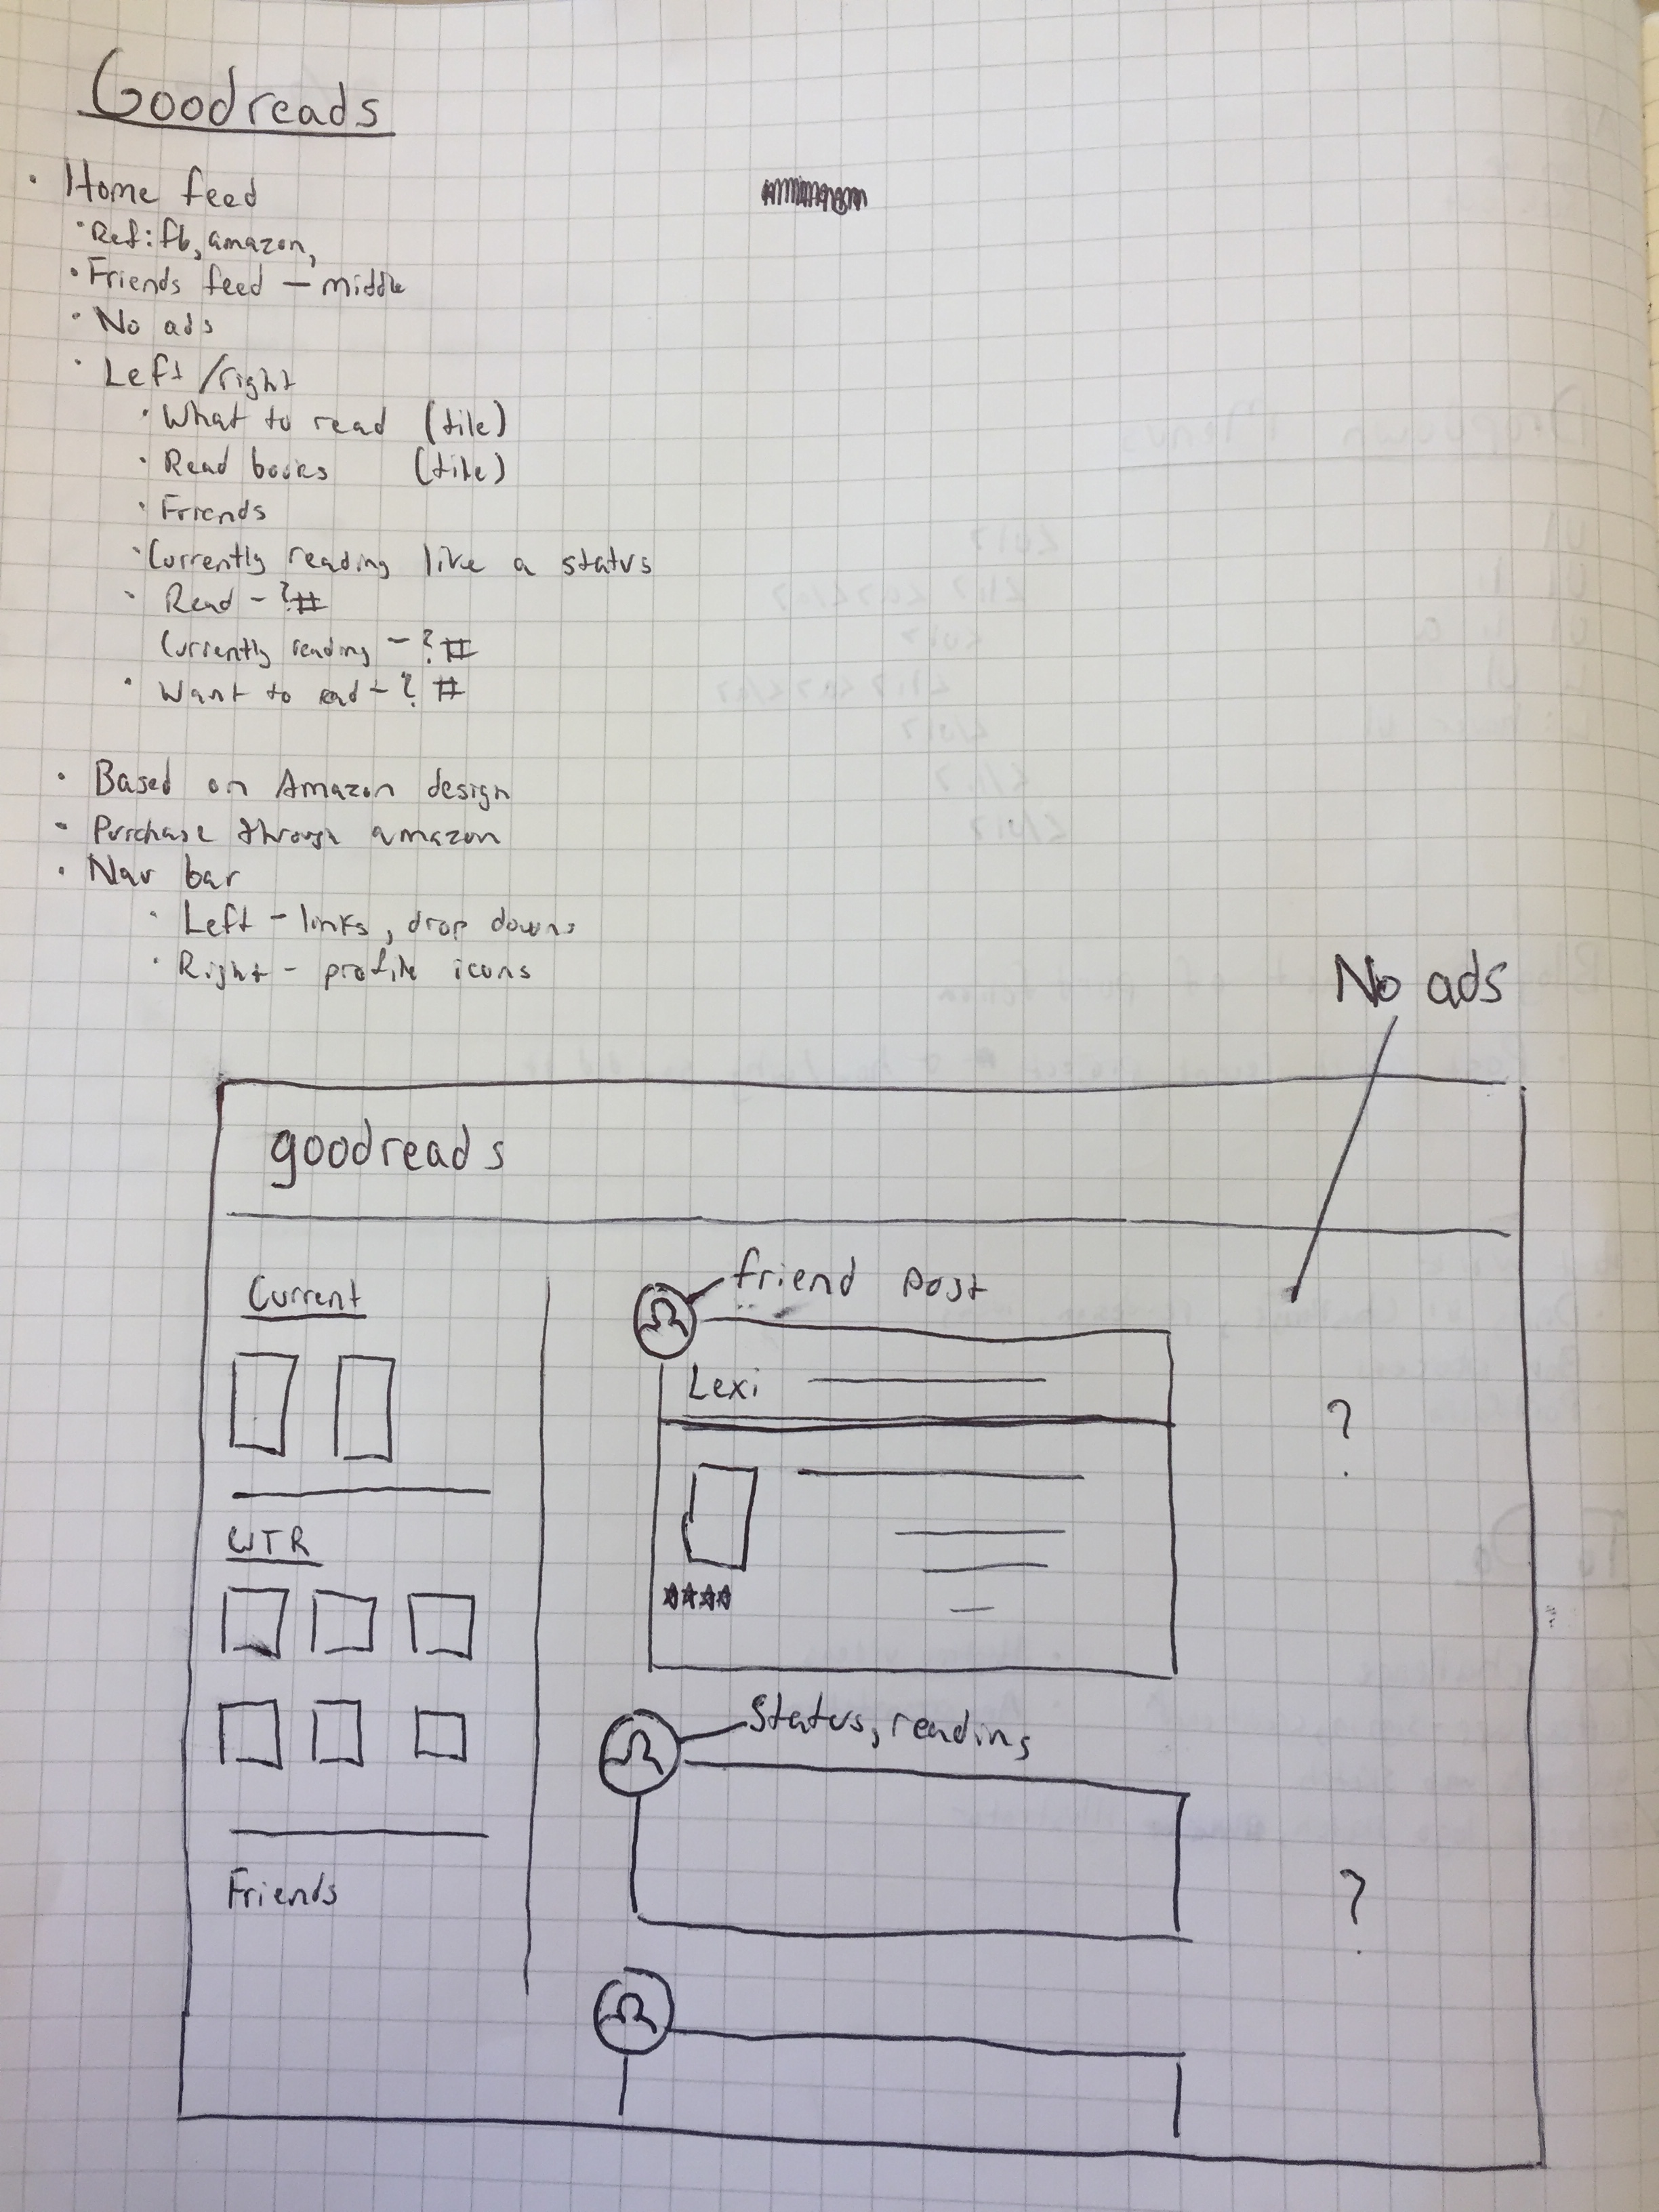 Goodreads
• Home feed
• Ref: fb, amazon,
• Friends feed — middle
• No ads
• Left / right
• What to read (tile)
• Read books (tile)
• Friends
• Currently reading like a status
• Read - ? #
Currently reading - ? #
• Want to read - ? #
• Based on Amazon design
• Purchase through amazon
• Nav bar
• Left - links, drop downs
• Right - profile icons
No ads
goodreads
Current
friend post
Lexi
?
WTR
Status, reading
Friends
?